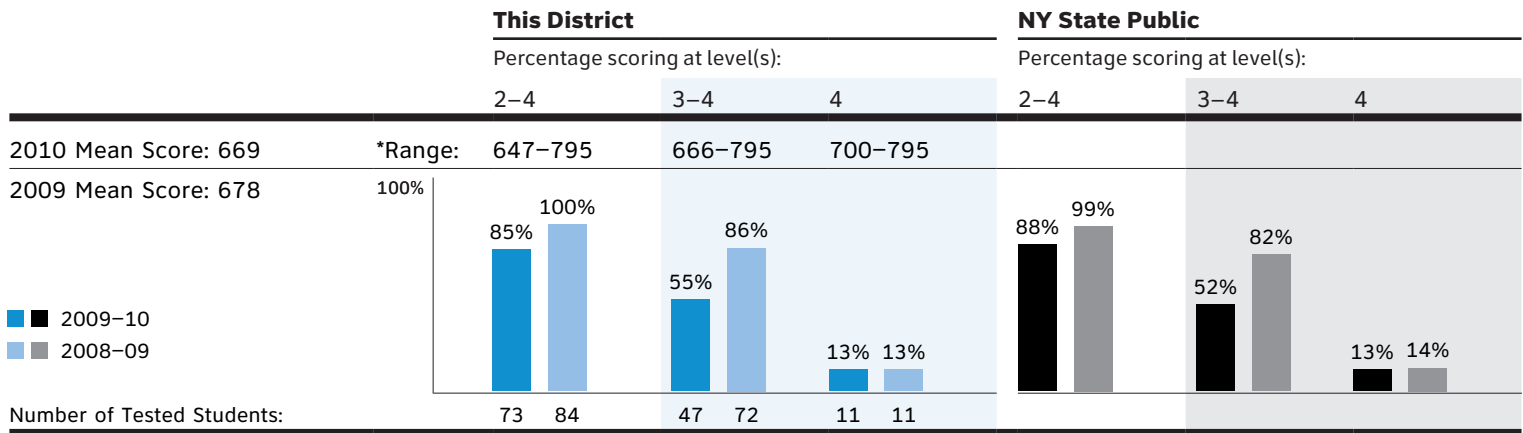 This District NY State Public
Percentage scoring at level(s): Percentage scoring at level(s):
2–4 3–4 4 2–4 3–4 4
2010 Mean Score: 669 *Range: 647–795 666–795 700–795
2009 Mean Score: 678 100%
85% 100% 55% 86% 13% 13% 88% 99% 52% 82% 13% 14%
2009–10
2008–09
Number of Tested Students: 73 84 47 72 11 11